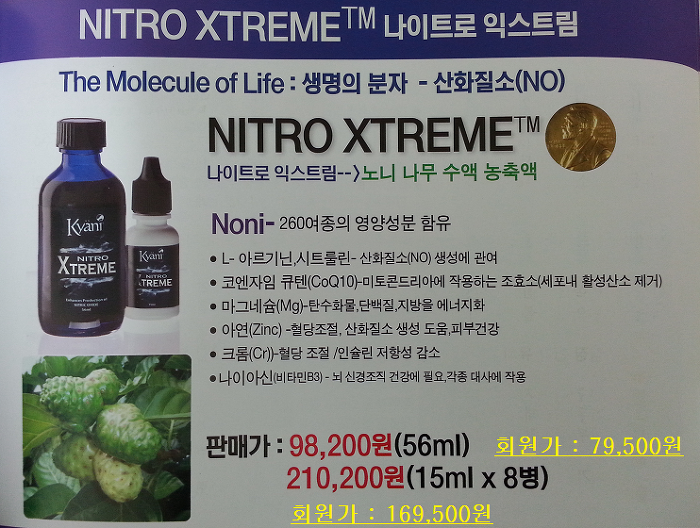 NITRO XTREME™ 나이트로 익스트림
The Molecule of Life : 생명의 분자 - 산화질소(NO)
NITRO XTREME™
나이트로 익스트림-->노니 나무 수액 농축액
Noni- 260여종의 영양성분 함유
• L- 아르기닌,시트룰린- 산화질소(NO) 생성에 관여
• 코엔자임 큐텐(CoQ10)-미토콘드리아에 작용하는 조효소(세포내 활성산소 제거)
• 마그네슘(Mg)-탄수화물,단백질,지방을 에너지화
• 아연(Zinc) -혈당조절, 산화질소 생성 도움,피부건강
• 크롬(Cr))-혈당 조절 /인슐린 저항성 감소
• 나이아신(비타민B3) - 뇌 신경조직 건강에 필요,각종 대사에 작용
Kyäni
NITRO
XTREME
56ml
Kyäni
NITRO
XTREME
판매가 : 98,200원(56ml) 회원가 : 79,500원
210,200원(15ml x 8병)
회원가 : 169,500원